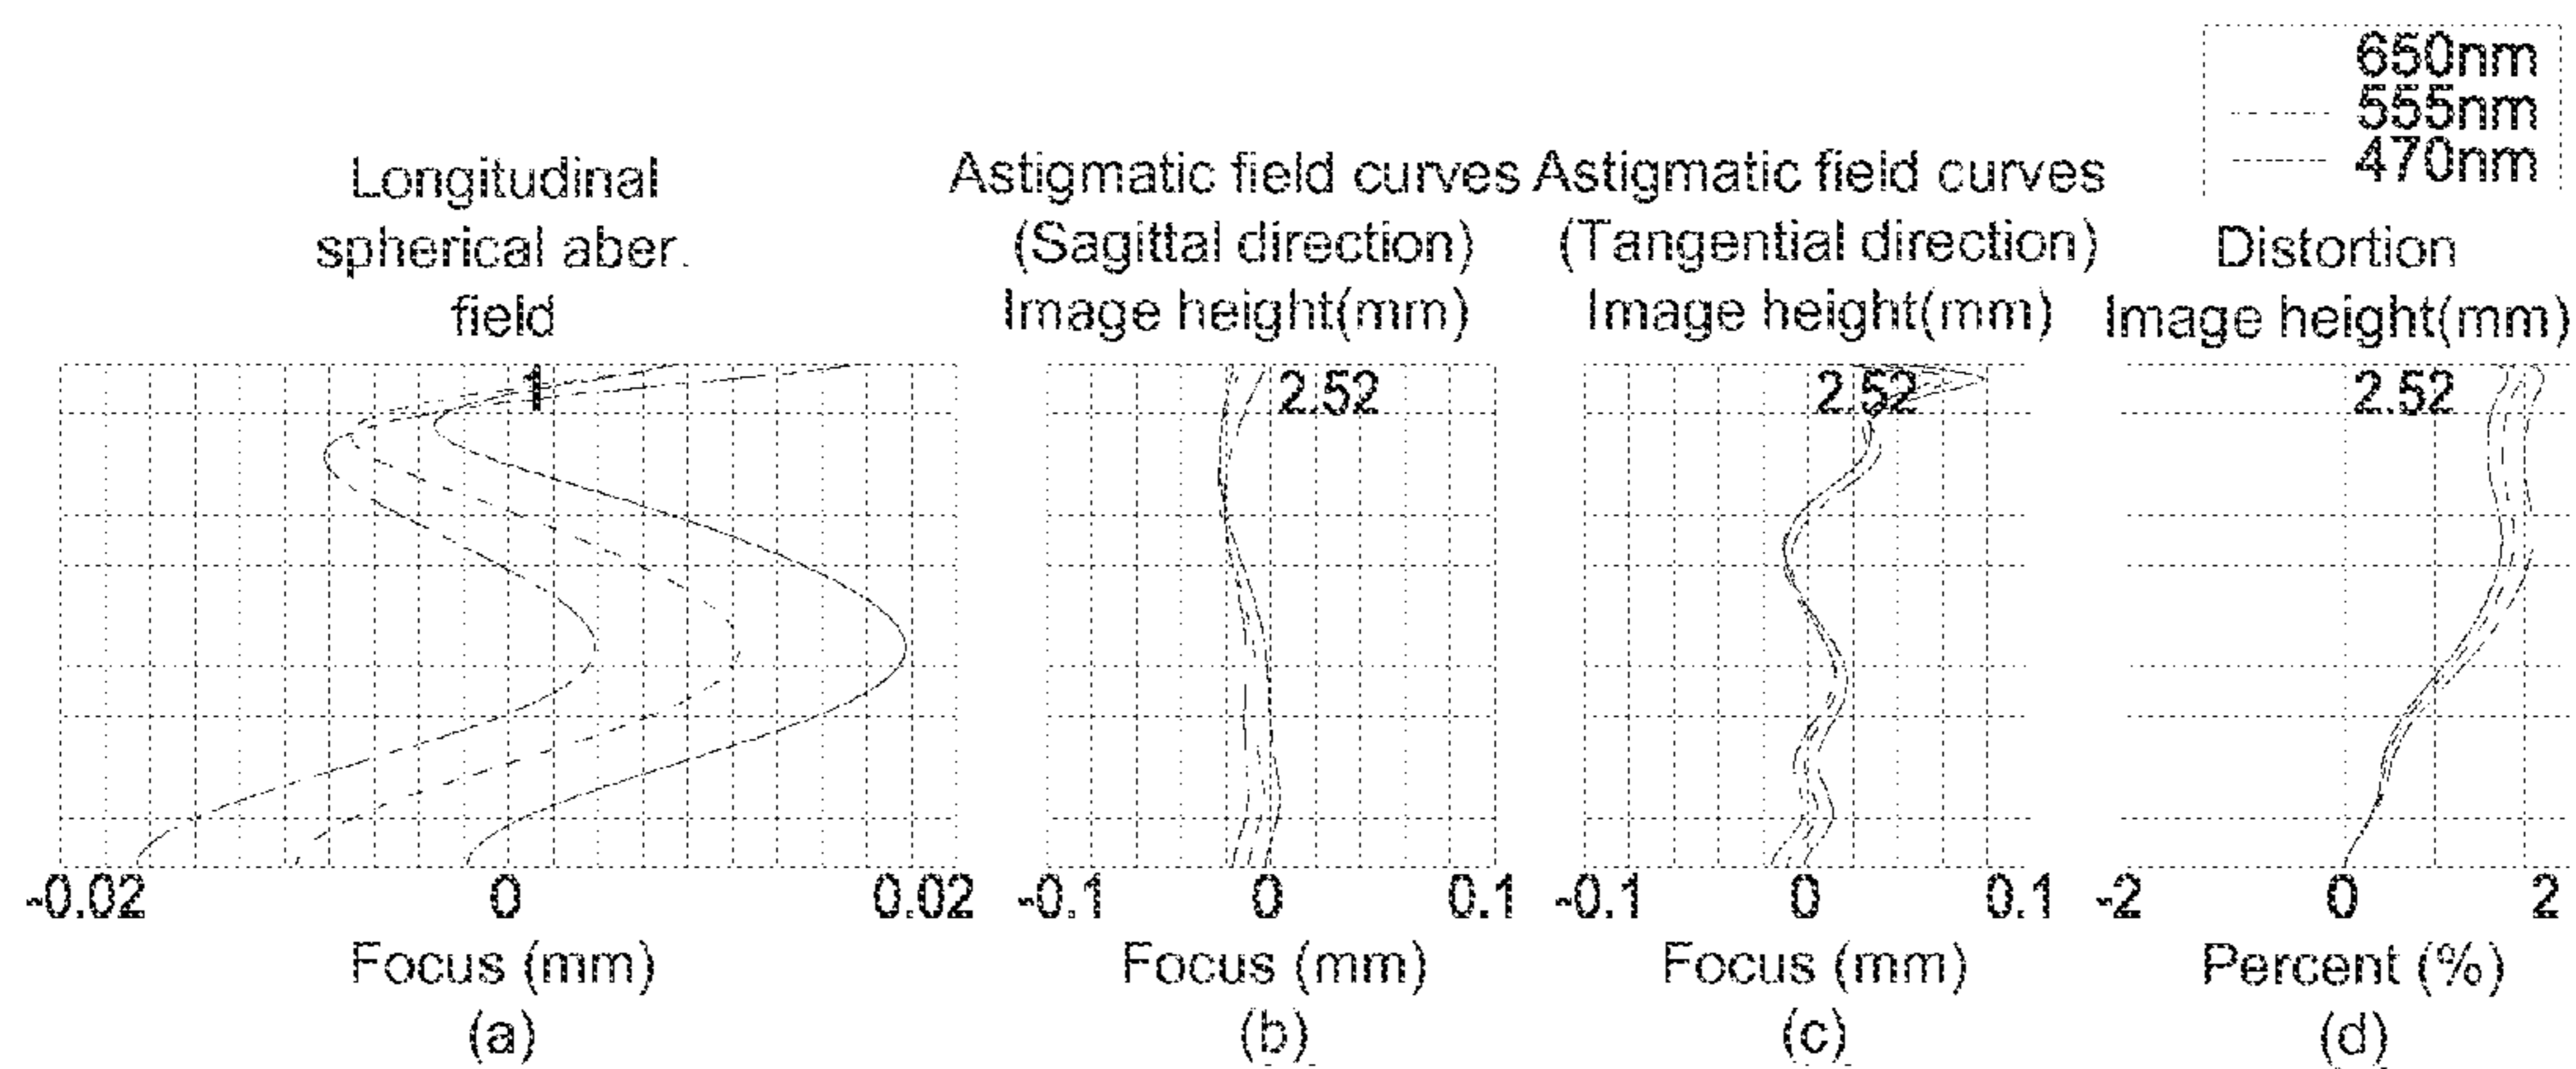 650nm
555nm
470nm
Longitudinal
spherical aber.
field
1
-0.02 0 0.02
Focus (mm)
(a)
Astigmatic field curves
(Sagittal direction)
Image height(mm)
2.52
-0.1 0 0.1
Focus (mm)
(b)
Astigmatic field curves
(Tangential direction)
Image height(mm)
2.52
-0.1 0 0.1
Focus (mm)
(c)
Distortion
Image height(mm)
2.52
-2 0 2
Percent (%)
(d)